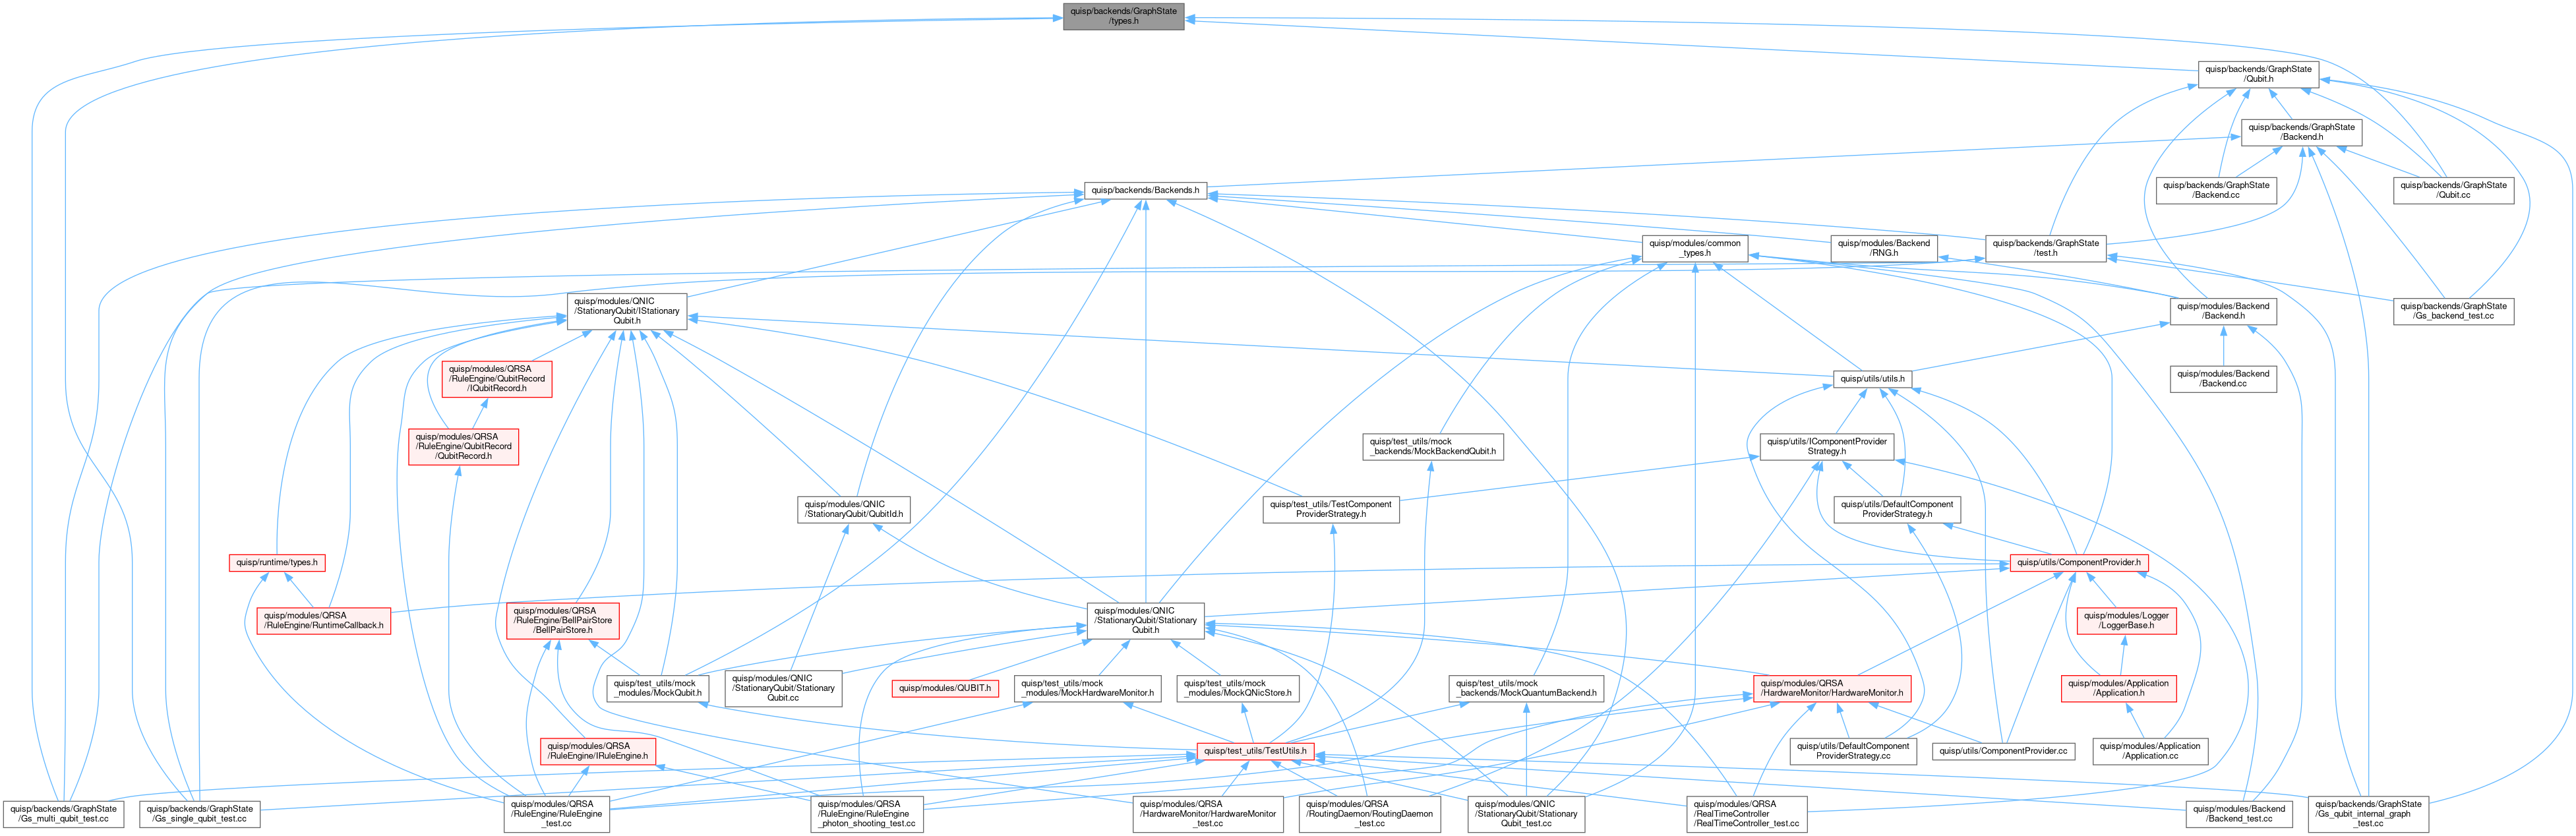 quisp/backends/GraphState
/types.h
quisp/backends/GraphState
/Qubit.h
quisp/backends/GraphState
/Backend.h
quisp/backends/Backends.h
quisp/backends/GraphState
/Backend.cc
quisp/backends/GraphState
/Qubit.cc
quisp/modules/common
_types.h
quisp/modules/Backend
/RNG.h
quisp/backends/GraphState
/test.h
quisp/modules/QNIC
/StationaryQubit/IStationary
Qubit.h
quisp/modules/Backend
/Backend.h
quisp/backends/GraphState
/Gs_backend_test.cc
quisp/modules/QRSA
/RuleEngine/QubitRecord
/IQubitRecord.h
quisp/utils/utils.h
quisp/modules/Backend
/Backend.cc
quisp/modules/QRSA
/RuleEngine/QubitRecord
/QubitRecord.h
quisp/test_utils/mock
_backends/MockBackendQubit.h
quisp/utils/IComponentProvider
Strategy.h
quisp/modules/QNIC
/StationaryQubit/QubitId.h
quisp/test_utils/TestComponent
ProviderStrategy.h
quisp/utils/DefaultComponent
ProviderStrategy.h
quisp/runtime/types.h
quisp/utils/ComponentProvider.h
quisp/modules/QRSA
/RuleEngine/RuntimeCallback.h
quisp/modules/QRSA
/RuleEngine/BellPairStore
/BellPairStore.h
quisp/modules/QNIC
/StationaryQubit/Stationary
Qubit.h
quisp/modules/Logger
/LoggerBase.h
quisp/test_utils/mock
_modules/MockQubit.h
quisp/modules/QNIC
/StationaryQubit/Stationary
Qubit.cc
quisp/modules/QUBIT.h
quisp/test_utils/mock
_modules/MockHardwareMonitor.h
quisp/test_utils/mock
_modules/MockQNicStore.h
quisp/test_utils/mock
_backends/MockQuantumBackend.h
quisp/modules/QRSA
/HardwareMonitor/HardwareMonitor.h
quisp/modules/Application
/Application.h
quisp/modules/QRSA
/RuleEngine/IRuleEngine.h
quisp/test_utils/TestUtils.h
quisp/utils/DefaultComponent
ProviderStrategy.cc
quisp/utils/ComponentProvider.cc
quisp/modules/Application
/Application.cc
quisp/backends/GraphState
/Gs_multi_qubit_test.cc
quisp/backends/GraphState
/Gs_single_qubit_test.cc
quisp/modules/QRSA
/RuleEngine/RuleEngine
_test.cc
quisp/modules/QRSA
/RuleEngine/RuleEngine
_photon_shooting_test.cc
quisp/modules/QRSA
/HardwareMonitor/HardwareMonitor
_test.cc
quisp/modules/QRSA
/RoutingDaemon/RoutingDaemon
_test.cc
quisp/modules/QNIC
/StationaryQubit/Stationary
Qubit_test.cc
quisp/modules/QRSA
/RealTimeController
/RealTimeController_test.cc
quisp/modules/Backend
/Backend_test.cc
quisp/backends/GraphState
/Gs_qubit_internal_graph
_test.cc